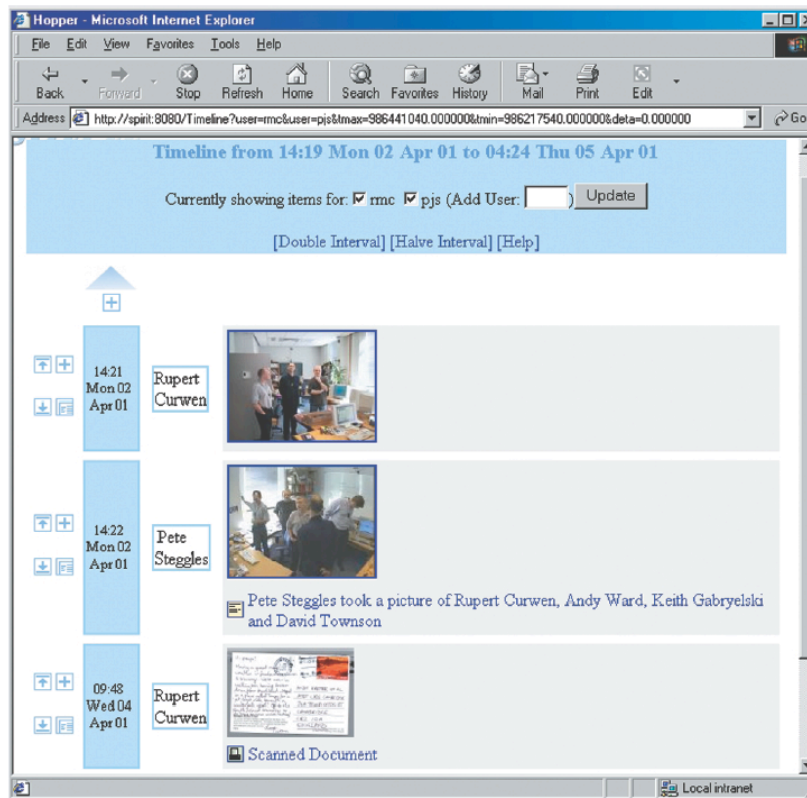 Hopper - Microsoft Internet Explorer
File Edit View Favorites Tools Help
Back Forward Stop Refresh Home Search Favorites History Mail Print Edit
Address http://spirit:8080/Timeline?user=rmc&user=pjs&tmax=986441040.000000&tmin=986217540.000000&deta=0.000000 Go
Timeline from 14:19 Mon 02 Apr 01 to 04:24 Thu 05 Apr 01
Currently showing items for: rmc pjs (Add User: ) Update
[Double Interval] [Halve Interval] [Help]
14:21
Mon 02
Apr 01
Rupert
Curwen
14:22
Mon 02
Apr 01
Pete
Steggles
Pete Steggles took a picture of Rupert Curwen, Andy Ward, Keith Gabryelski
and David Townson
09:48
Wed 04
Apr 01
Rupert
Curwen
Scanned Document
Local intranet